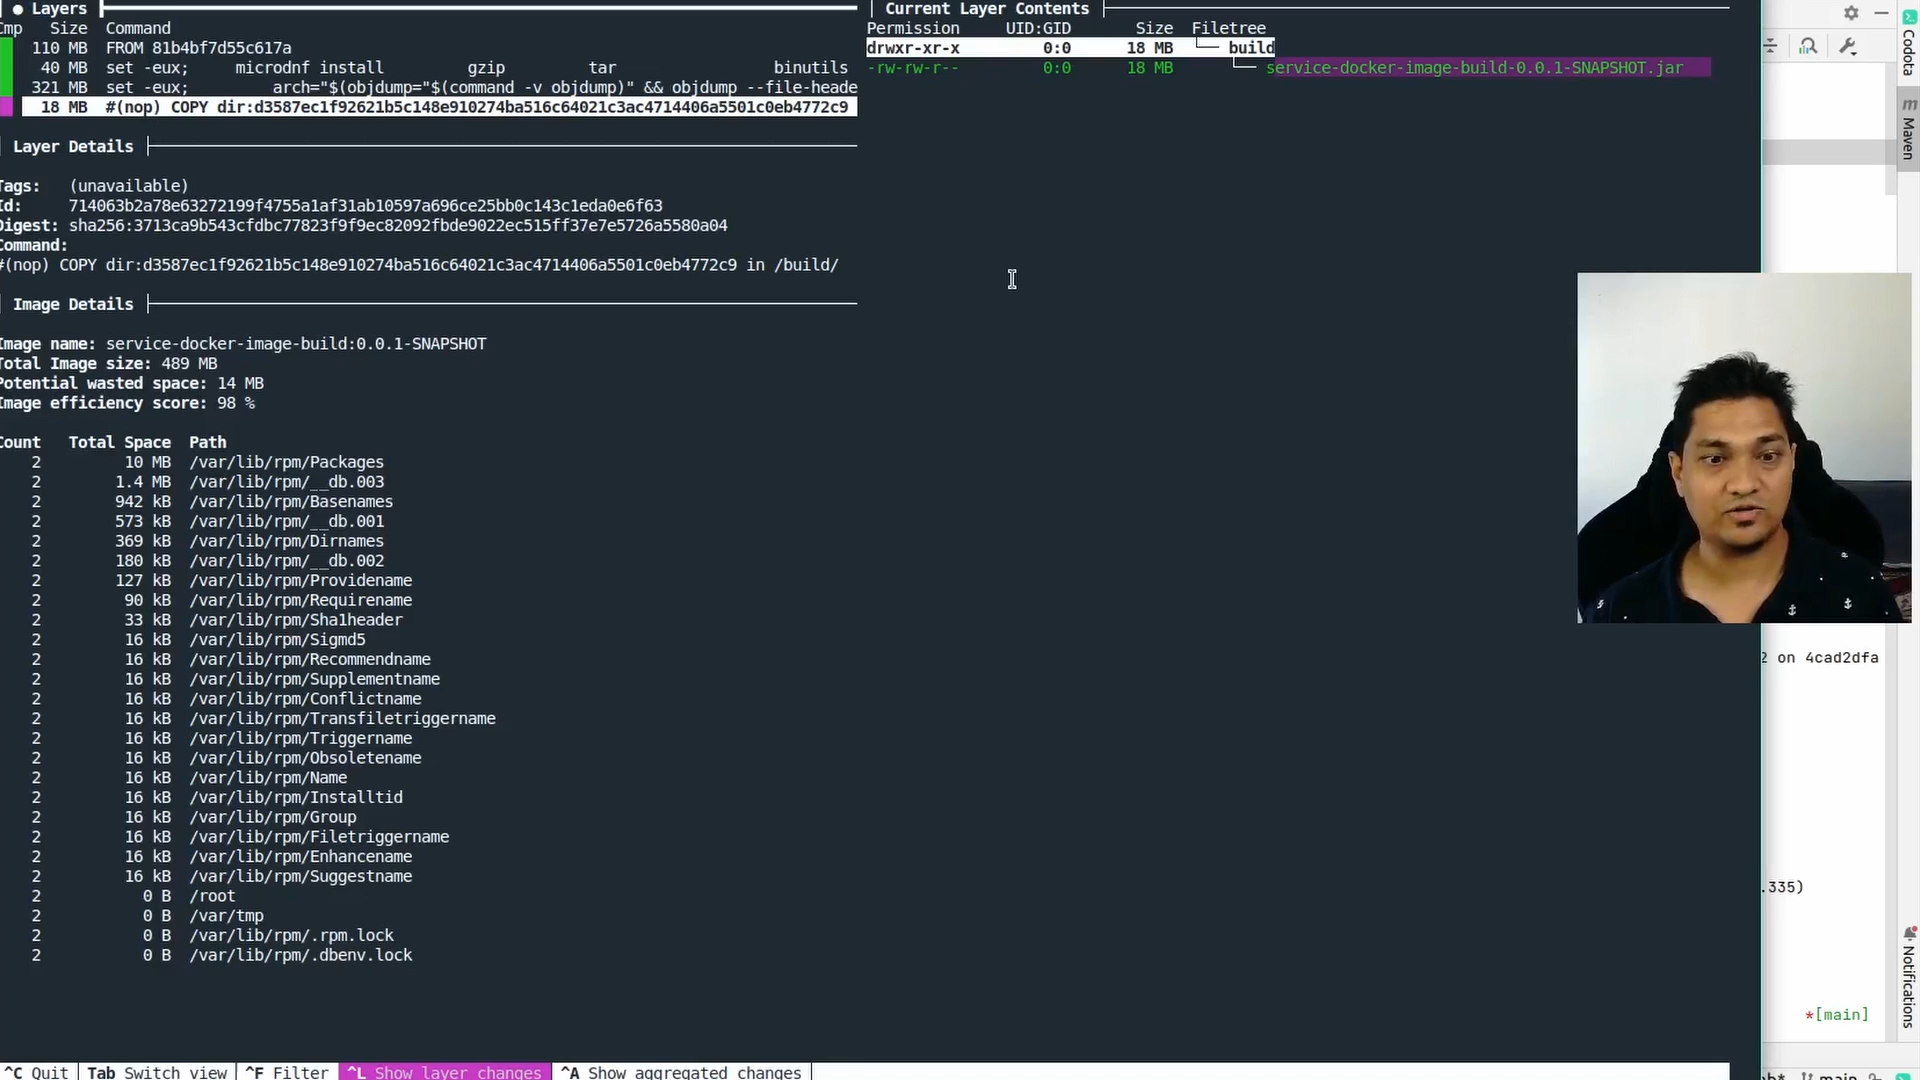 ● Layers
Current Layer Contents
Cmp Size Command
Permission UID:GID Size Filetree
110 MB FROM 81b4bf7d55c617a
drwxr-xr-x 0:0 18 MB └── build
40 MB set -eux; microdnf install gzip tar binutils
-rw-rw-r-- 0:0 18 MB └── service-docker-image-build-0.0.1-SNAPSHOT.jar
321 MB set -eux; arch="$(objdump="$(command -v objdump)" && objdump --file-heade
18 MB #(nop) COPY dir:d3587ec1f92621b5c148e910274ba516c64021c3ac4714406a5501c0eb4772c9
Layer Details
Tags: (unavailable)
Id: 714063b2a78e63272199f4755a1af31ab10597a696ce25bb0c143c1eda0e6f63
Digest: sha256:3713ca9b543cfdbc77823f9f9ec82092fbde9022ec515ff37e7e5726a5580a04
Command:
#(nop) COPY dir:d3587ec1f92621b5c148e910274ba516c64021c3ac4714406a5501c0eb4772c9 in /build/
Image Details
Image name: service-docker-image-build:0.0.1-SNAPSHOT
Total Image size: 489 MB
Potential wasted space: 14 MB
Image efficiency score: 98 %
Count Total Space Path
2 10 MB /var/lib/rpm/Packages
2 1.4 MB /var/lib/rpm/__db.003
2 942 kB /var/lib/rpm/Basenames
2 573 kB /var/lib/rpm/__db.001
2 369 kB /var/lib/rpm/Dirnames
2 180 kB /var/lib/rpm/__db.002
2 127 kB /var/lib/rpm/Providename
2 90 kB /var/lib/rpm/Requirename
2 33 kB /var/lib/rpm/Sha1header
2 16 kB /var/lib/rpm/Sigmd5
2 16 kB /var/lib/rpm/Recommendname
2 16 kB /var/lib/rpm/Supplementname
2 16 kB /var/lib/rpm/Conflictname
2 16 kB /var/lib/rpm/Transfiletriggername
2 16 kB /var/lib/rpm/Triggername
2 16 kB /var/lib/rpm/Obsoletename
2 16 kB /var/lib/rpm/Name
2 16 kB /var/lib/rpm/Installtid
2 16 kB /var/lib/rpm/Group
2 16 kB /var/lib/rpm/Filetriggername
2 16 kB /var/lib/rpm/Enhancename
2 16 kB /var/lib/rpm/Suggestname
2 0 B /root
2 0 B /var/tmp
2 0 B /var/lib/rpm/.rpm.lock
2 0 B /var/lib/rpm/.dbenv.lock
^C Quit Tab Switch view ^F Filter ^L Show layer changes ^A Show aggregated changes
Codota
m Maven
2 on 4cad2dfa
.335)
Notifications
*[main]
main